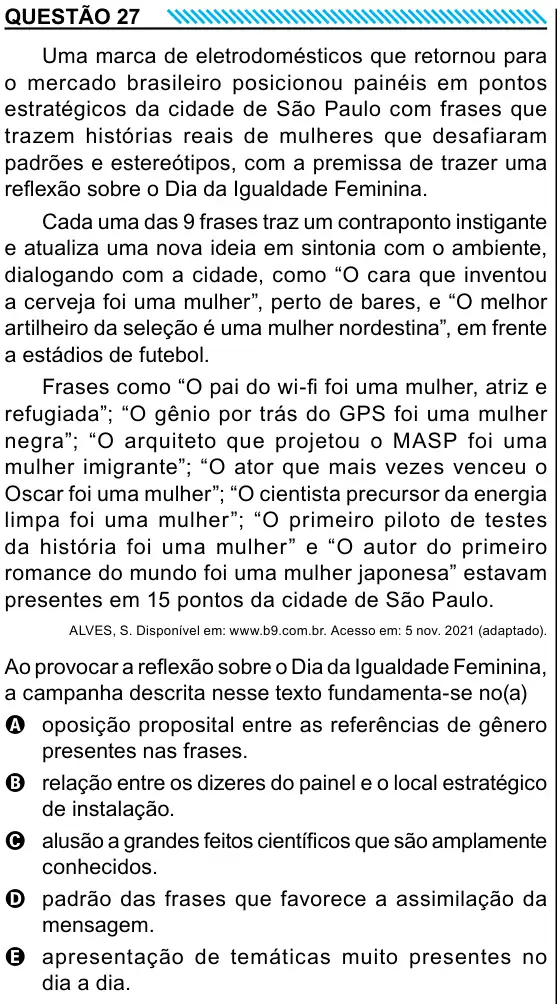 QUESTÃO 27
Uma marca de eletrodomésticos que retornou para
o mercado brasileiro posicionou painéis em pontos
estratégicos da cidade de São Paulo com frases que
trazem histórias reais de mulheres que desafiaram
padrões e estereótipos, com a premissa de trazer uma
reflexão sobre o Dia da Igualdade Feminina.
Cada uma das 9 frases traz um contraponto instigante
e atualiza uma nova ideia em sintonia com o ambiente,
dialogando com a cidade, como “O cara que inventou
a cerveja foi uma mulher”, perto de bares, e “O melhor
artilheiro da seleção é uma mulher nordestina”, em frente
a estádios de futebol.
Frases como “O pai do wi-fi foi uma mulher, atriz e
refugiada”; “O gênio por trás do GPS foi uma mulher
negra”; “O arquiteto que projetou o MASP foi uma
mulher imigrante”; “O ator que mais vezes venceu o
Oscar foi uma mulher”; “O cientista precursor da energia
limpa foi uma mulher”; “O primeiro piloto de testes
da história foi uma mulher” e “O autor do primeiro
romance do mundo foi uma mulher japonesa” estavam
presentes em 15 pontos da cidade de São Paulo.
ALVES, S. Disponível em: www.b9.com.br. Acesso em: 5 nov. 2021 (adaptado).
Ao provocar a reflexão sobre o Dia da Igualdade Feminina,
a campanha descrita nesse texto fundamenta-se no(a)
A oposição proposital entre as referências de gênero
presentes nas frases.
B relação entre os dizeres do painel e o local estratégico
de instalação.
C alusão a grandes feitos científicos que são amplamente
conhecidos.
D padrão das frases que favorece a assimilação da
mensagem.
E apresentação de temáticas muito presentes no
dia a dia.